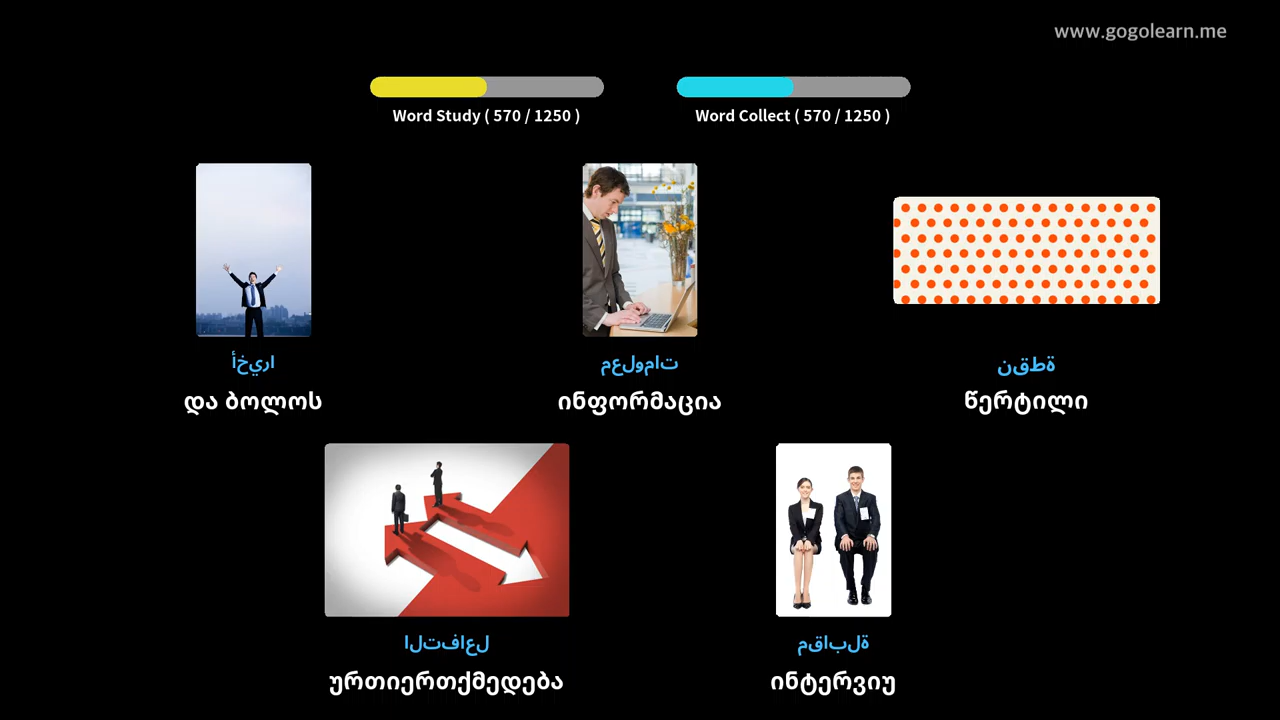 www.gogolearn.me
Word Study ( 570 / 1250 )
Word Collect ( 570 / 1250 )
أخيرا
და ბოლოს
معلومات
ინფორმაცია
نقطة
წერტილი
التفاعل
ურთიერთქმედება
مقابلة
ინტერვიუ